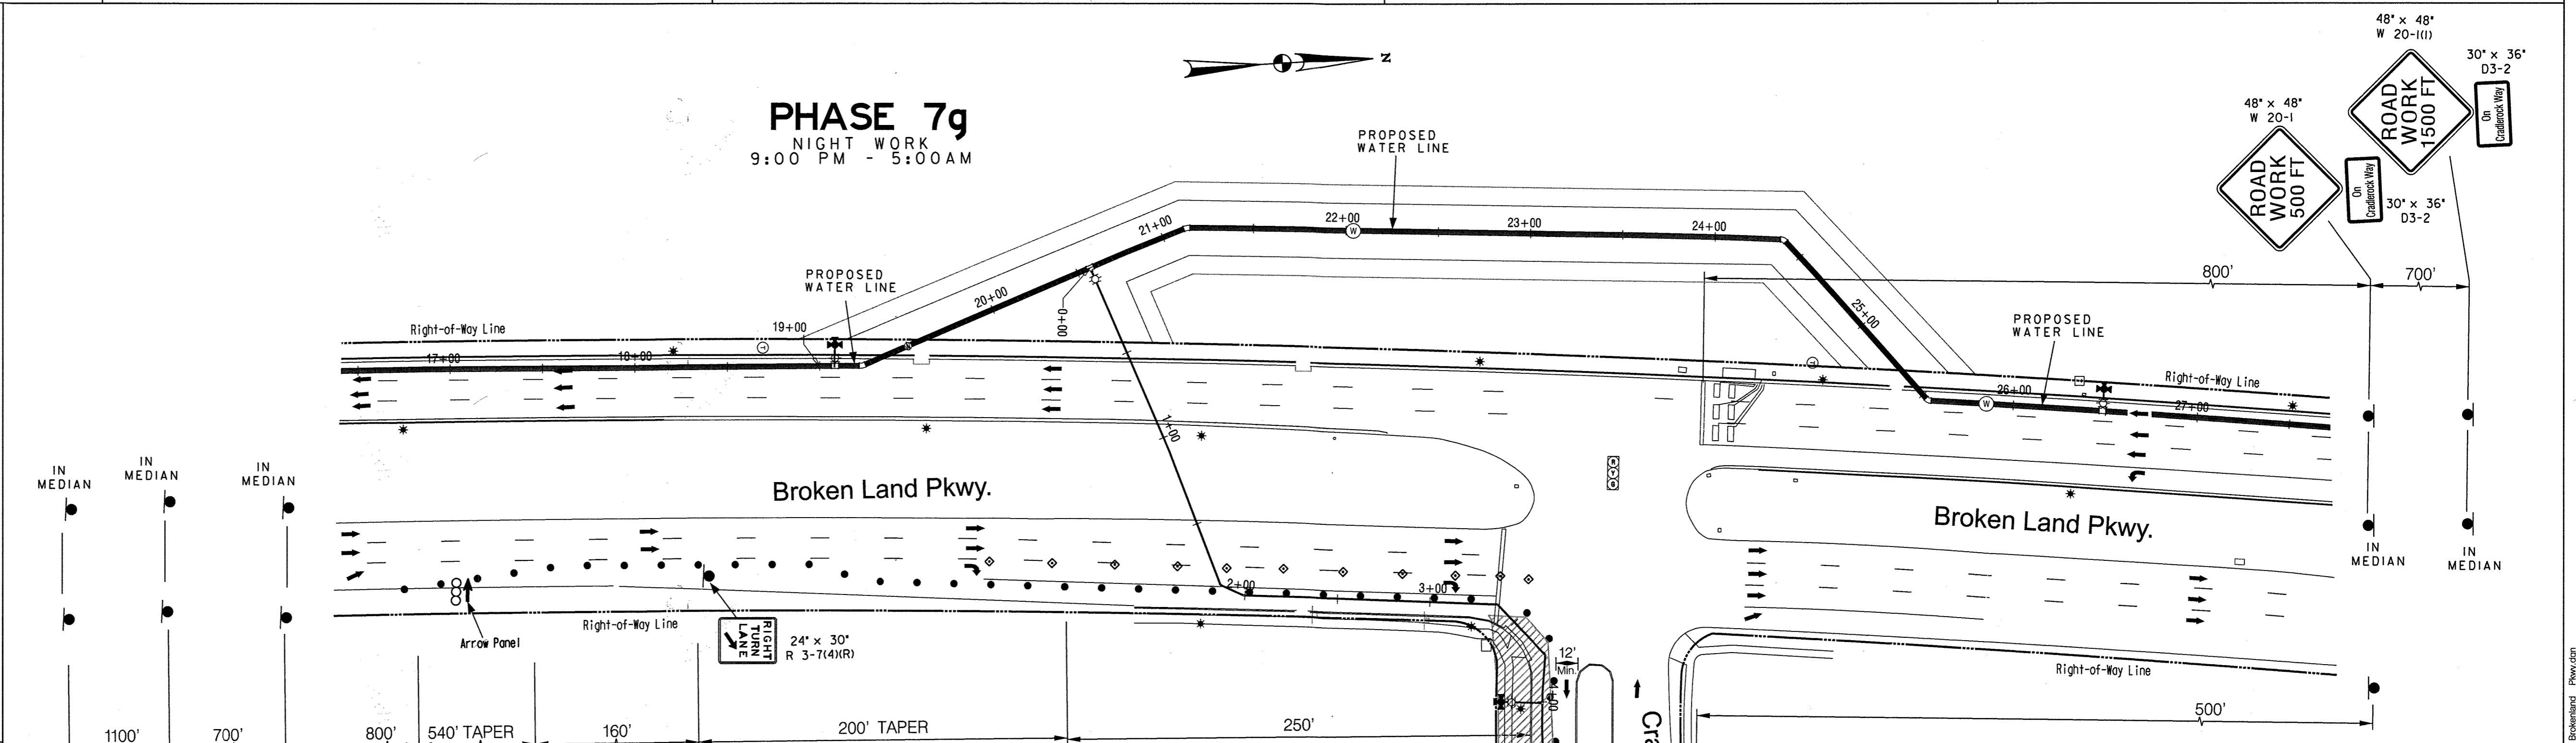 48" x 48"
W 20-1(1)
30" x 36"
D3-2
ROAD
WORK
1500 FT
On
Cradlerock Way
48" x 48"
W 20-1
ROAD
WORK
500 FT
On
Cradlerock Way
30" x 36"
D3-2
N
PHASE 7g
NIGHT WORK
9:00 PM - 5:00AM
PROPOSED
WATER LINE
21+00
22+00
W
23+00
24+00
PROPOSED
WATER LINE
20+00
0+00
25+00
800'
700'
PROPOSED
WATER LINE
Right-of-Way Line
19+00
17+00
18+00
T
T
Right-of-Way Line
W
26+00
27+00
1+00
R
Y
G
IN
MEDIAN
IN
MEDIAN
IN
MEDIAN
Broken Land Pkwy.
Broken Land Pkwy.
IN
MEDIAN
IN
MEDIAN
2+00
3+00
Right-of-Way Line
Arrow Panel
RIGHT
TURN
LANE
24" x 30"
R 3-7(4)(R)
12'
Min.
4+00
Right-of-Way Line
Cra
1100'
700'
800'
540' TAPER
160'
200' TAPER
250'
500'
Brokenland Pkwy.dgn